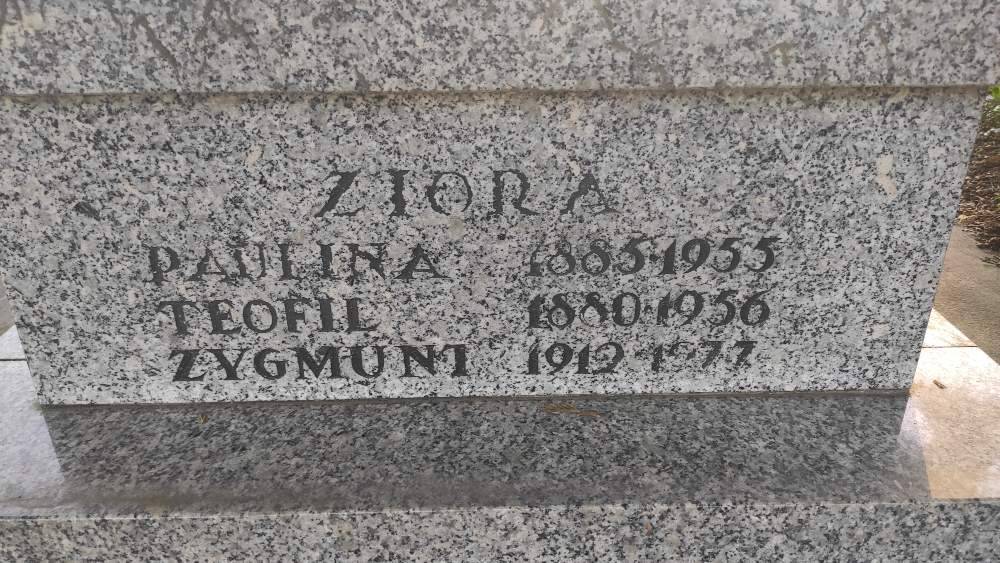 ZIORA
PAULINA 1885-1955
TEOFIL 1880-1956
ZYGMUNT 1912-1977